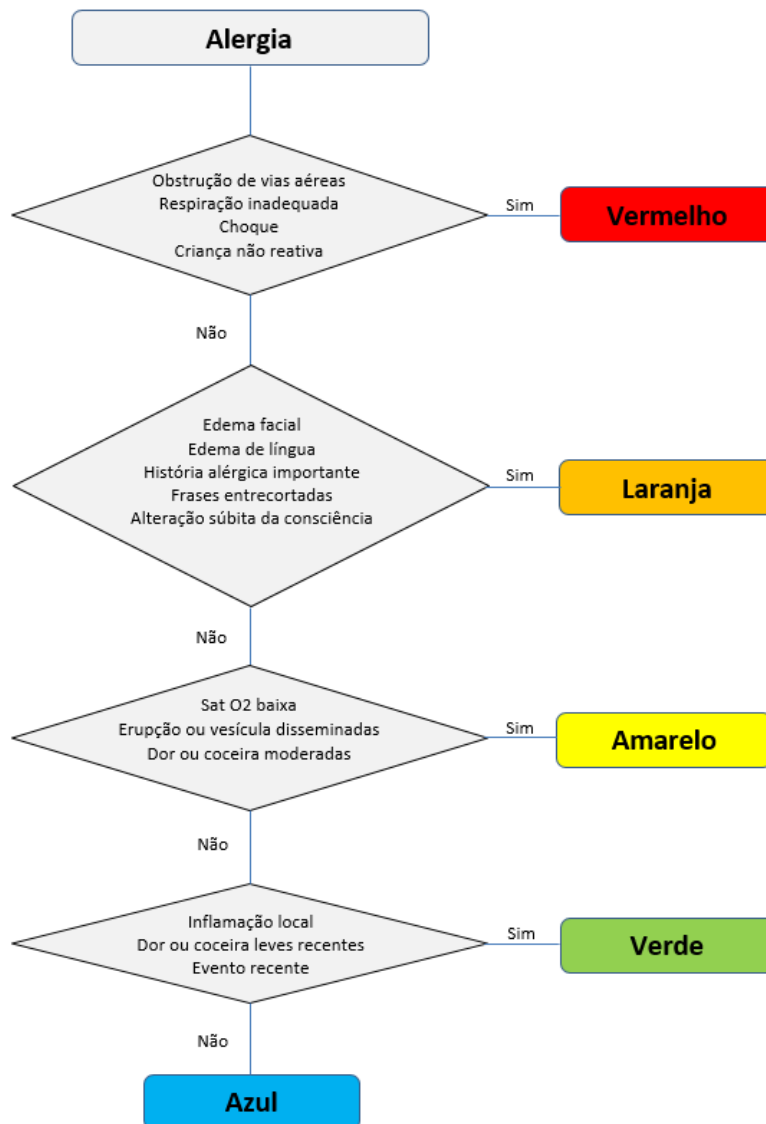 Alergia
Obstrução de vias aéreas
Respiração inadequada
Choque
Criança não reativa
Sim
Vermelho
Não
Edema facial
Edema de língua
História alérgica importante
Frases entrecortadas
Alteração súbita da consciência
Sim
Laranja
Não
Sat O2 baixa
Erupção ou vesícula disseminadas
Dor ou coceira moderadas
Sim
Amarelo
Não
Inflamação local
Dor ou coceira leves recentes
Evento recente
Sim
Verde
Não
Azul